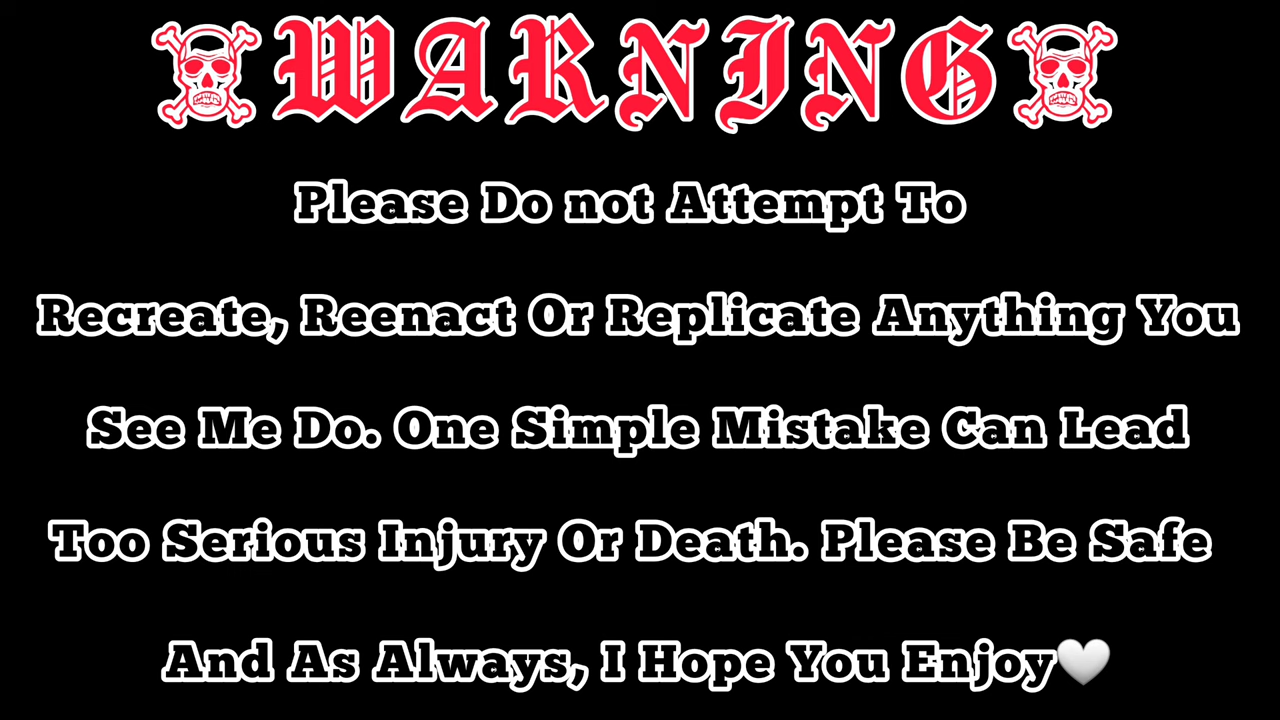 ☠WARNING☠
Please Do not Attempt To
Recreate, Reenact Or Replicate Anything You
See Me Do. One Simple Mistake Can Lead
Too Serious Injury Or Death. Please Be Safe
And As Always, I Hope You Enjoy🤍